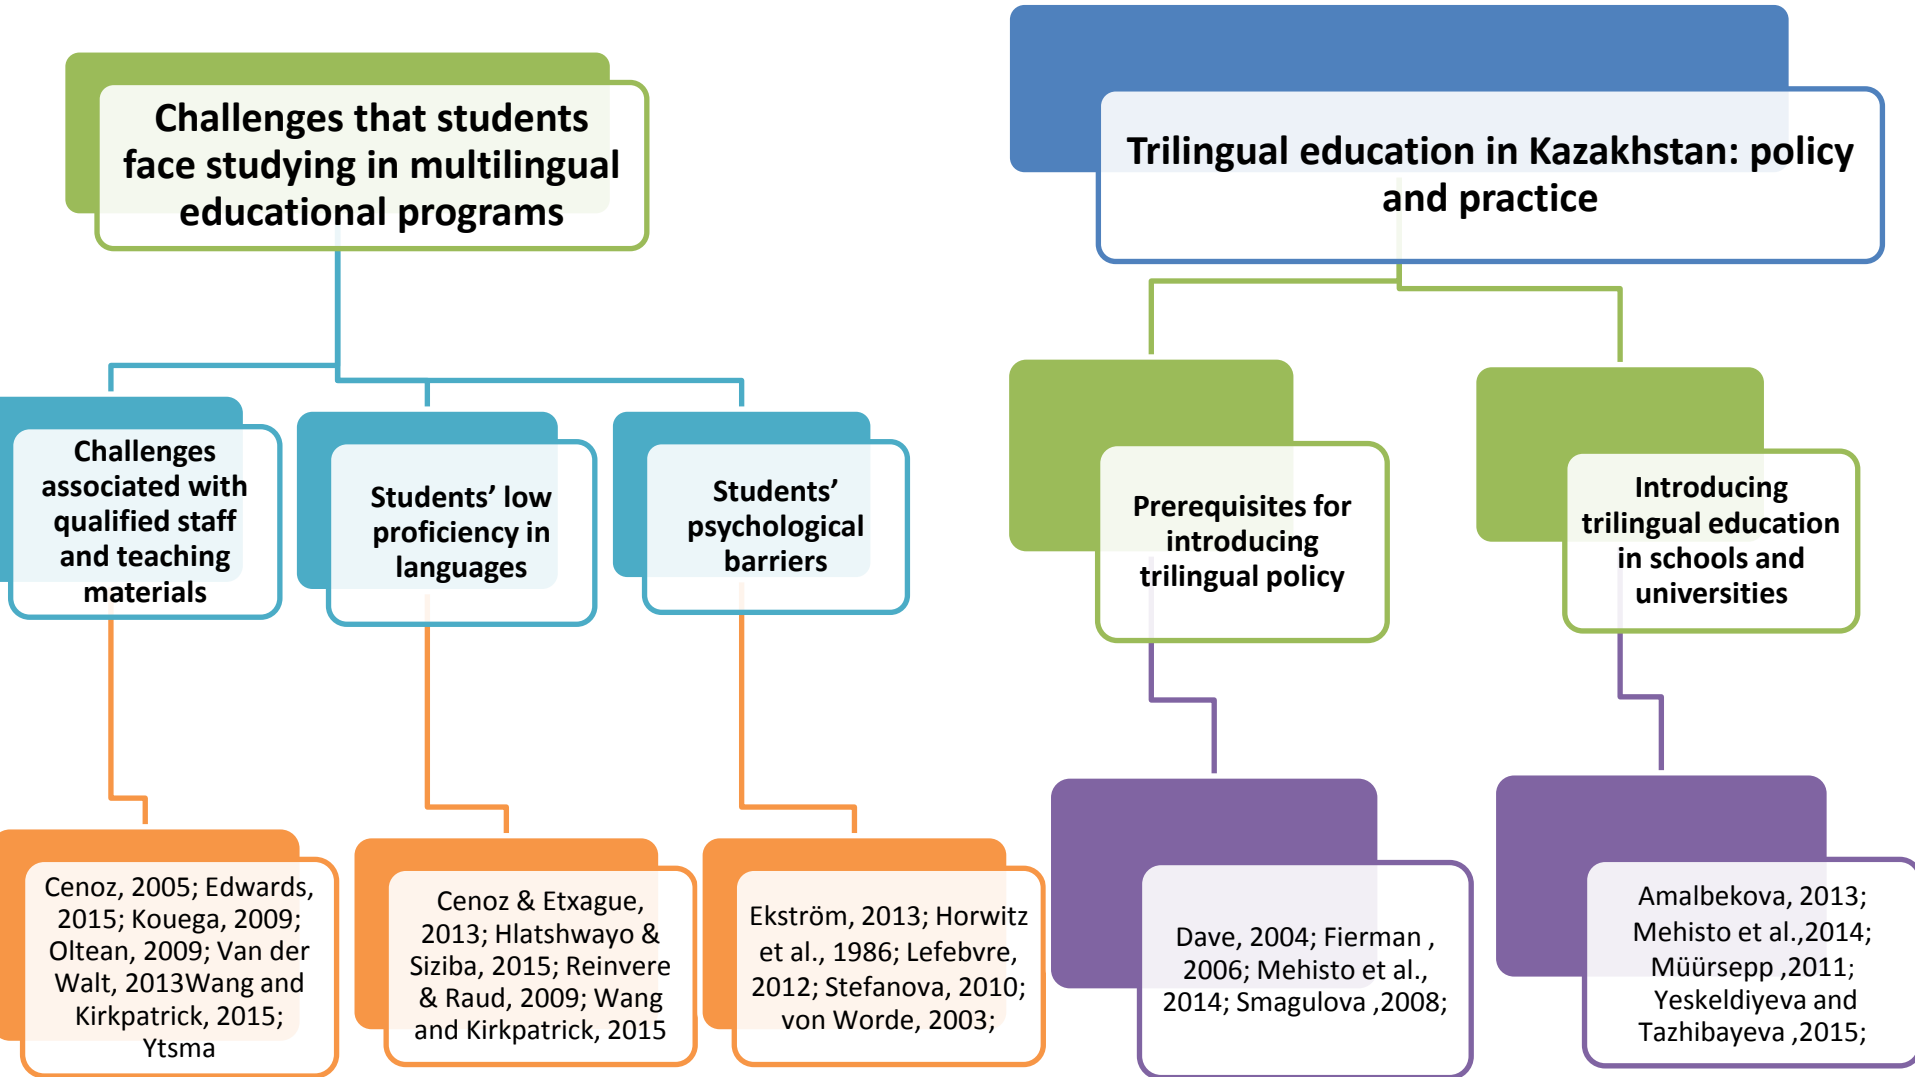 Challenges that students
face studying in multilingual
educational programs
Trilingual education in Kazakhstan: policy
and practice
Challenges
associated with
qualified staff
and teaching
materials
Students’ low
proficiency in
languages
Students’
psychological
barriers
Prerequisites for
introducing
trilingual policy
Introducing
trilingual education
in schools and
universities
Cenoz, 2005; Edwards,
2015; Kouega, 2009;
Oltean, 2009; Van der
Walt, 2013Wang and
Kirkpatrick, 2015;
Ytsma
Cenoz & Etxague,
2013; Hlatshwayo &
Siziba, 2015; Reinvere
& Raud, 2009; Wang
and Kirkpatrick, 2015
Ekström, 2013; Horwitz
et al., 1986; Lefebvre,
2012; Stefanova, 2010;
von Worde, 2003;
Dave, 2004; Fierman ,
2006; Mehisto et al.,
2014; Smagulova ,2008;
Amalbekova, 2013;
Mehisto et al.,2014;
Müürsepp ,2011;
Yeskeldiyeva and
Tazhibayeva ,2015;